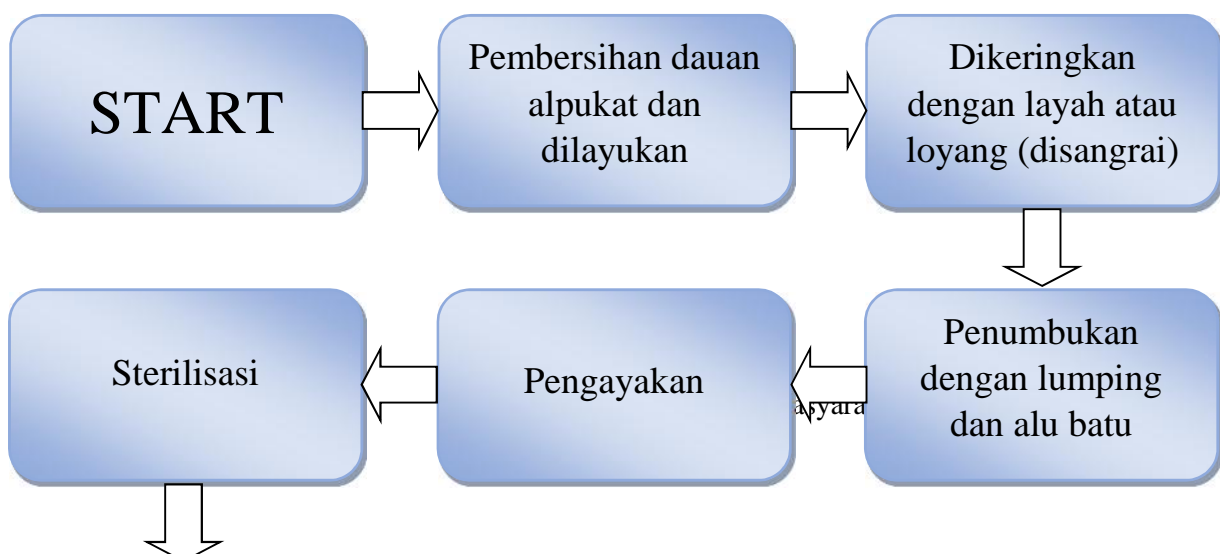 START
Pembersihan dauan
alpukat dan
dilayukan
Dikeringkan
dengan layah atau
loyang (disangrai)
Penumbukan
dengan lumping
dan alu batu
Pengayakan
Sterilisasi